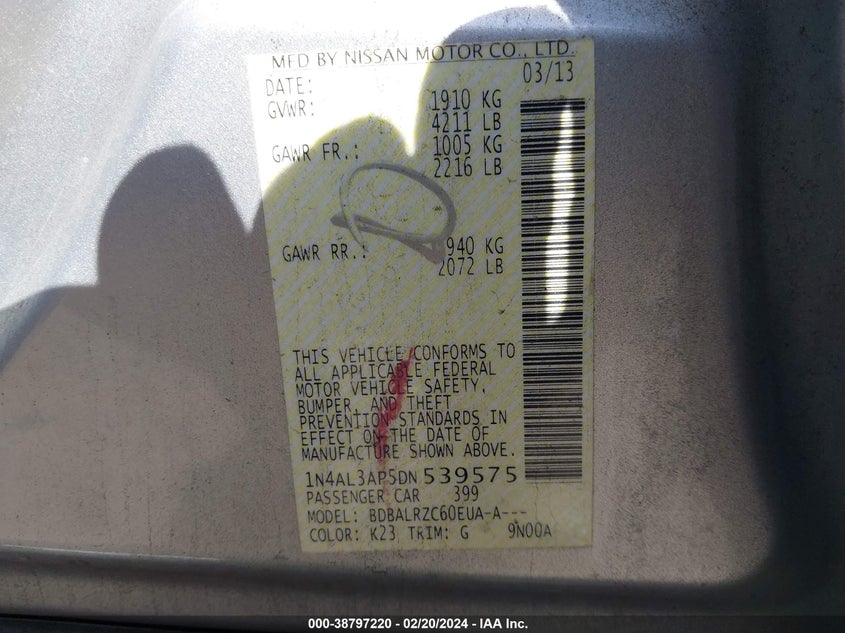 MFD BY NISSAN MOTOR CO., LTD.
DATE: 03/13
GVWR: 1910 KG
4211 LB
GAWR FR.: 1005 KG
2216 LB
GAWR RR.: 940 KG
2072 LB
THIS VEHICLE CONFORMS TO
ALL APPLICABLE FEDERAL
MOTOR VEHICLE SAFETY,
BUMPER, AND THEFT
PREVENTION STANDARDS IN
EFFECT ON THE DATE OF
MANUFACTURE SHOWN ABOVE.
1N4AL3AP5DN539575
PASSENGER CAR 399
MODEL: BDBALRZC60EUA-A---
COLOR: K23 TRIM: G 9N00A
000-38797220 - 02/20/2024 - IAA Inc.